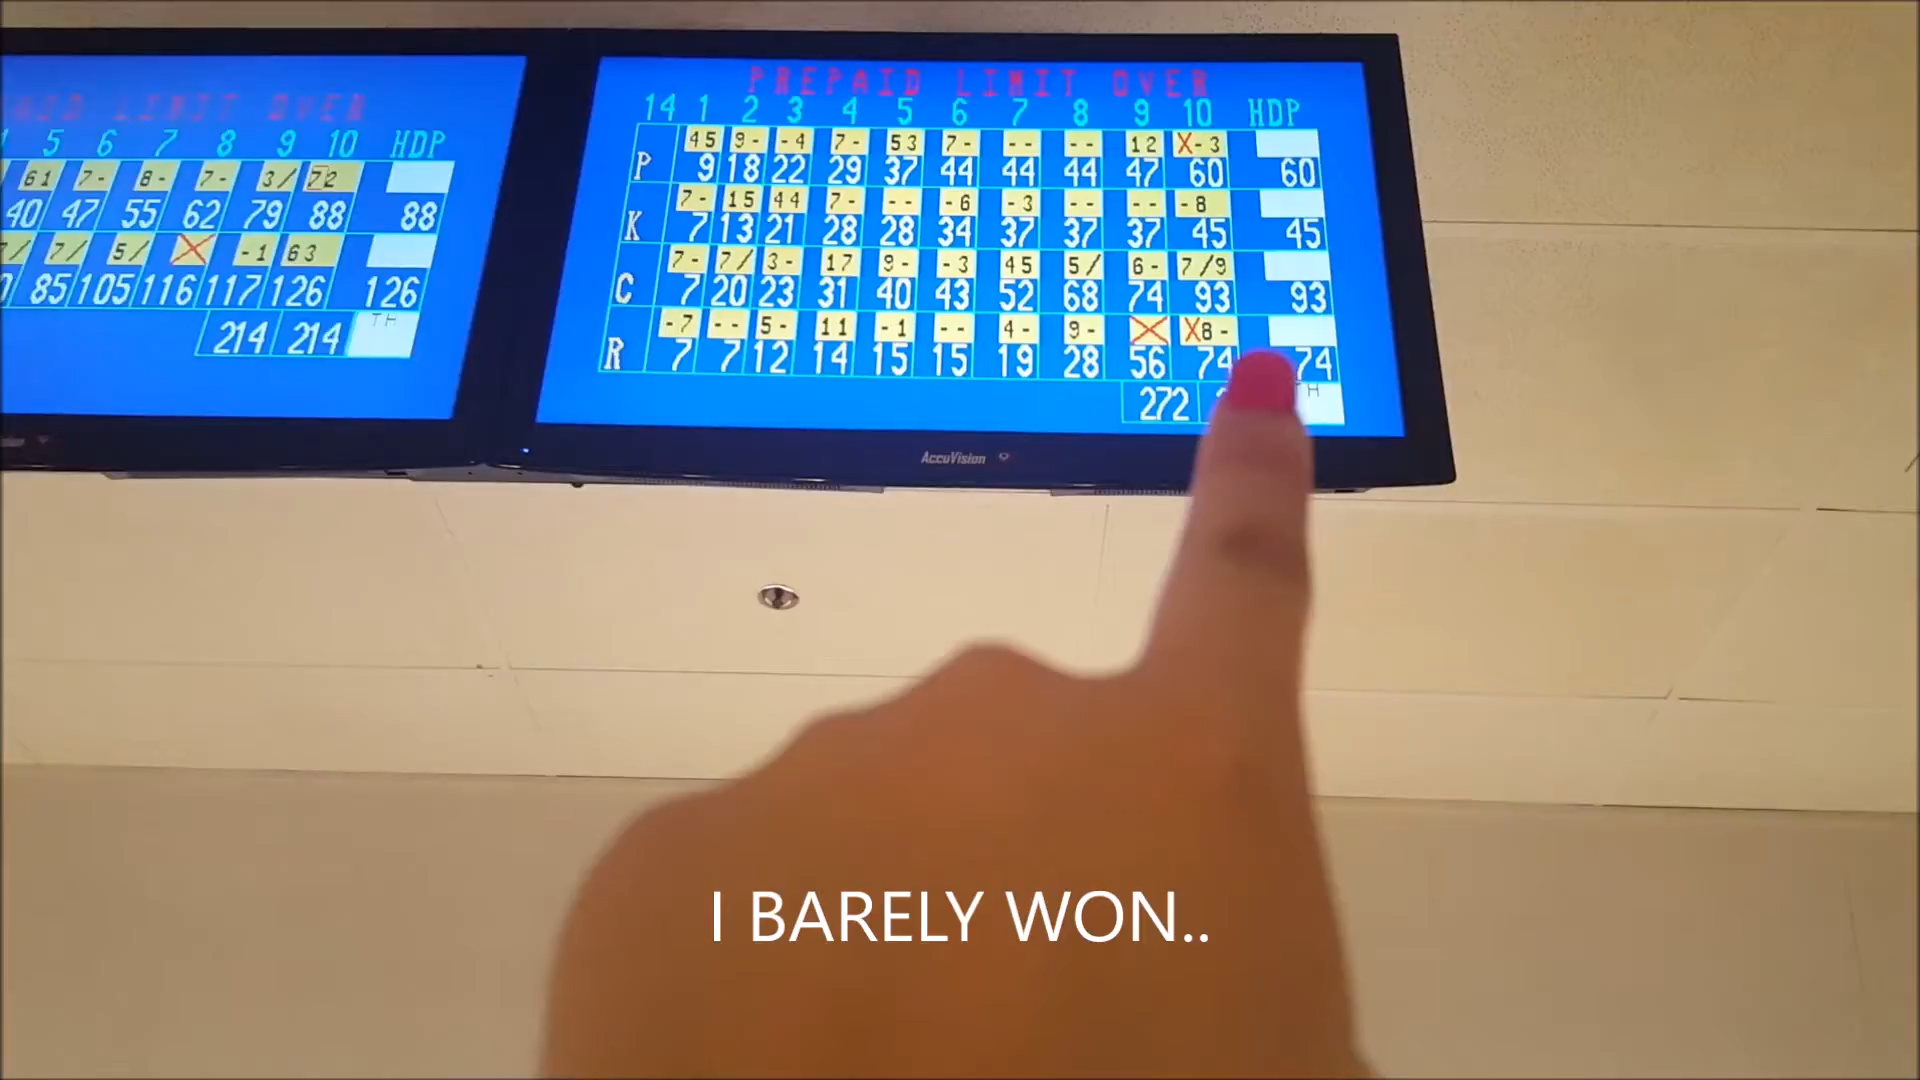 PREPAID LIMIT OVER
14 1 2 3 4 5 6 7 8 9 10 HDP
45 9- -4 7- 53 7- -- -- 12 X-3
P 9 18 22 29 37 44 44 44 47 60 60
7- 15 44 7- -- -6 -3 -- -- -8
K 7 13 21 28 28 34 37 37 37 45 45
7- 7/ 3- 17 9- -3 45 5/ 6- 7/9
C 7 20 23 31 40 43 52 68 74 93 93
-7 -- 5- 11 -1 -- 4- 9- X X8-
R 7 7 12 14 15 15 19 28 56 74 74
272 TH
AccuVision
LIMIT OVER
5 6 7 8 9 10 HDP
61 7- 8- 7- 3/ 72
40 47 55 62 79 88 88
7/ 5/ X -1 63
85 105 116 117 126 126
214 214 TH
I BARELY WON..